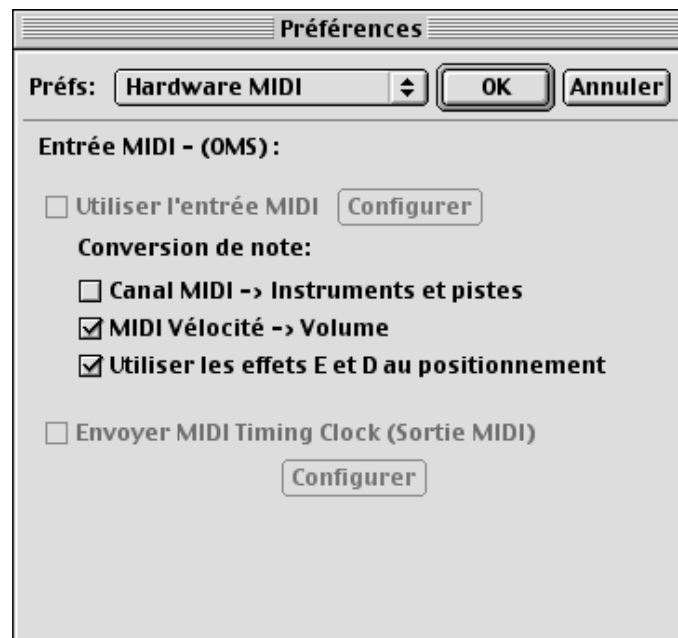 Préférences
Préfs: Hardware MIDI OK Annuler
Entrée MIDI - (OMS) :
Utiliser l'entrée MIDI Configurer
Conversion de note:
Canal MIDI -> Instruments et pistes
MIDI Vélocité -> Volume
Utiliser les effets E et D au positionnement
Envoyer MIDI Timing Clock (Sortie MIDI)
Configurer